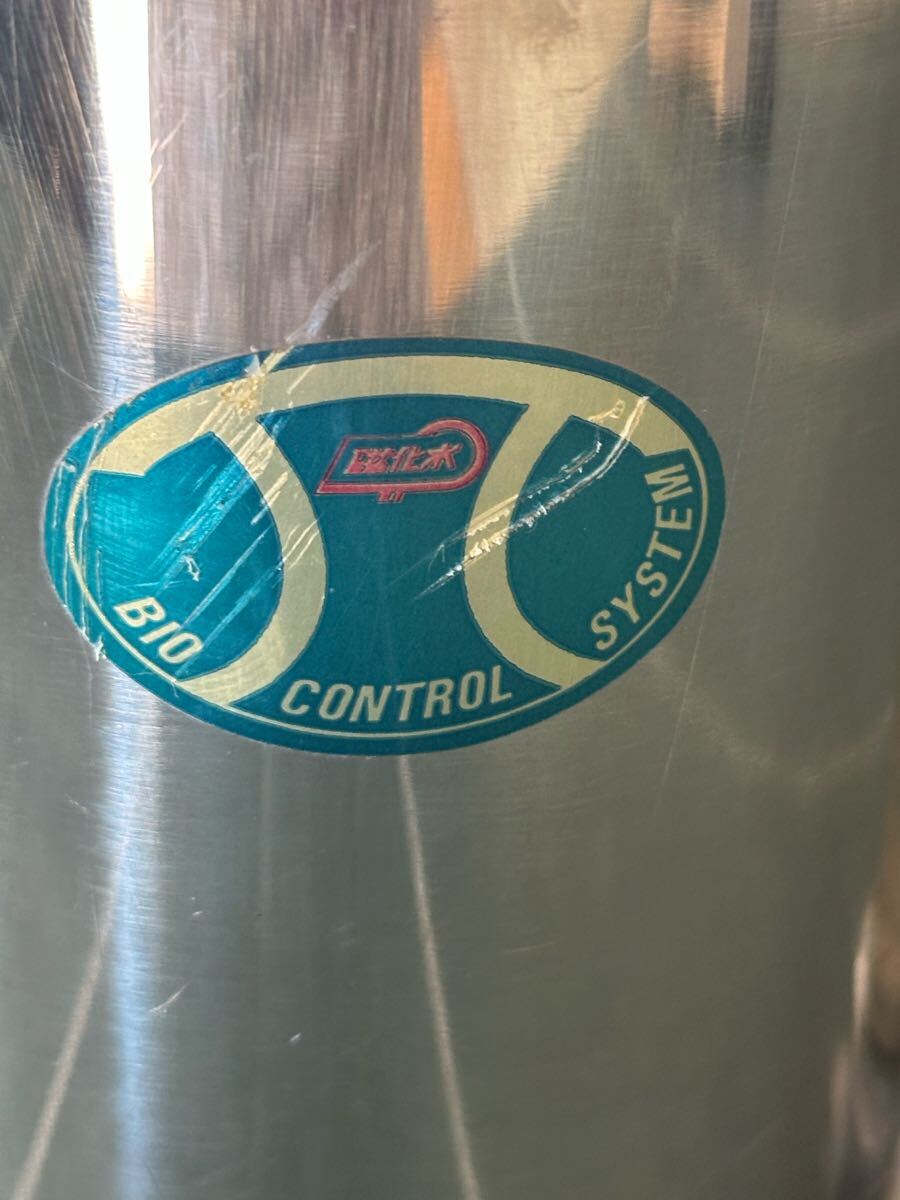 磁化水
BIO
CONTROL
SYSTEM